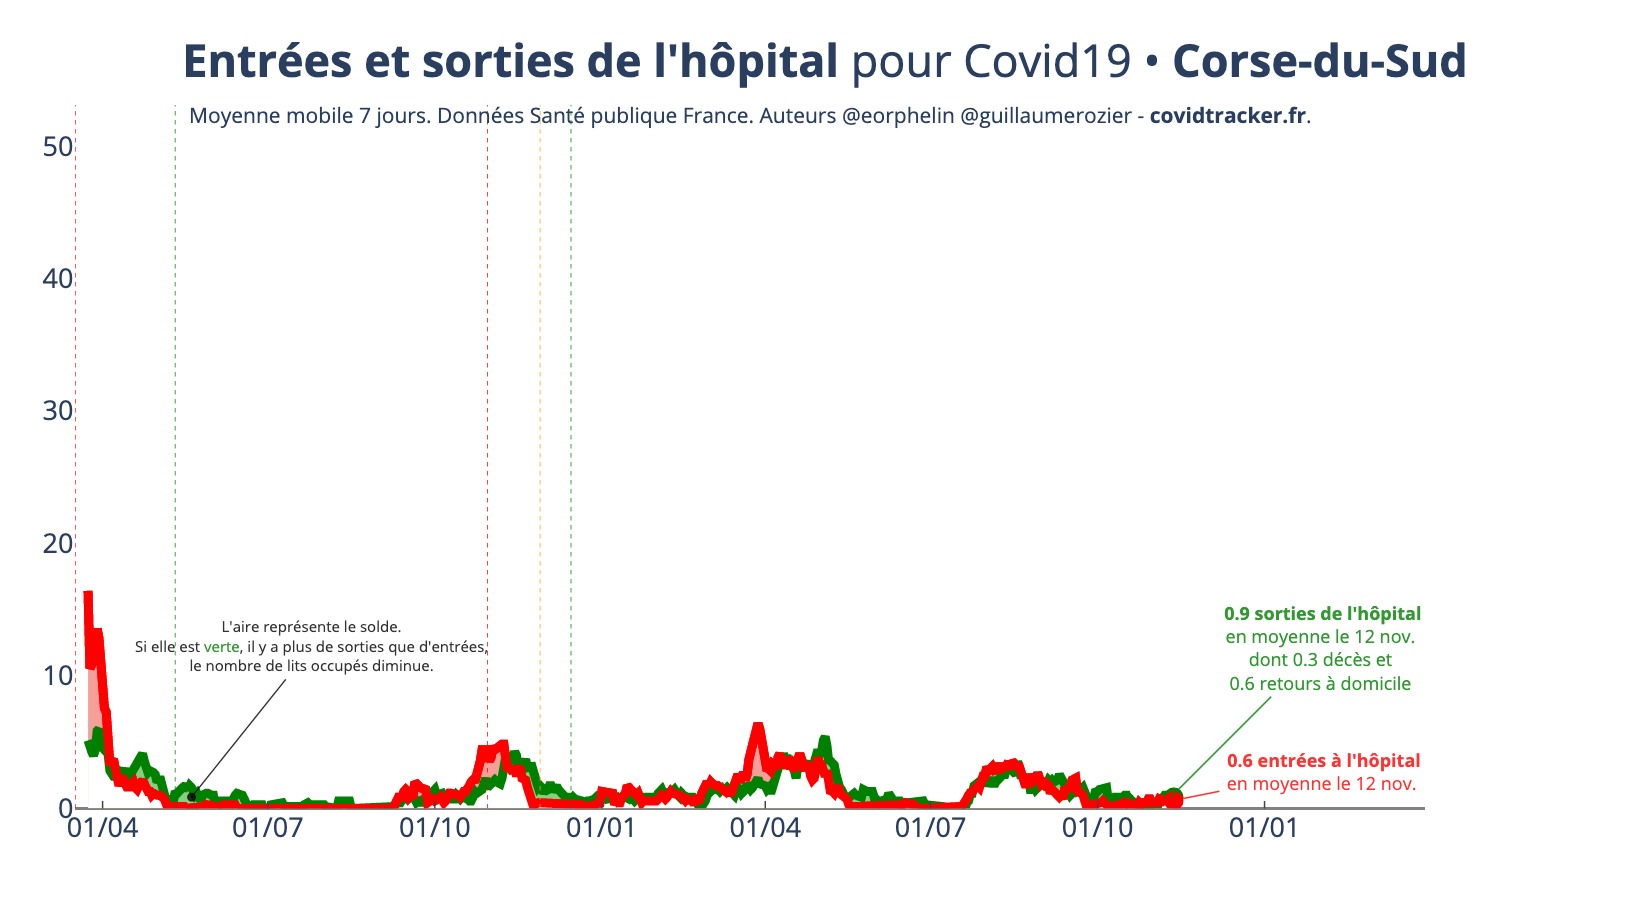 Entrées et sorties de l'hôpital pour Covid19 • Corse-du-Sud
Moyenne mobile 7 jours. Données Santé publique France. Auteurs @eorphelin @guillaumerozier - covidtracker.fr.
50
40
30
20
10
0
L'aire représente le solde.
Si elle est verte, il y a plus de sorties que d'entrées,
le nombre de lits occupés diminue.
0.9 sorties de l'hôpital
en moyenne le 12 nov.
dont 0.3 décès et
0.6 retours à domicile
0.6 entrées à l'hôpital
en moyenne le 12 nov.
01/04 01/07 01/10 01/01 01/04 01/07 01/10 01/01